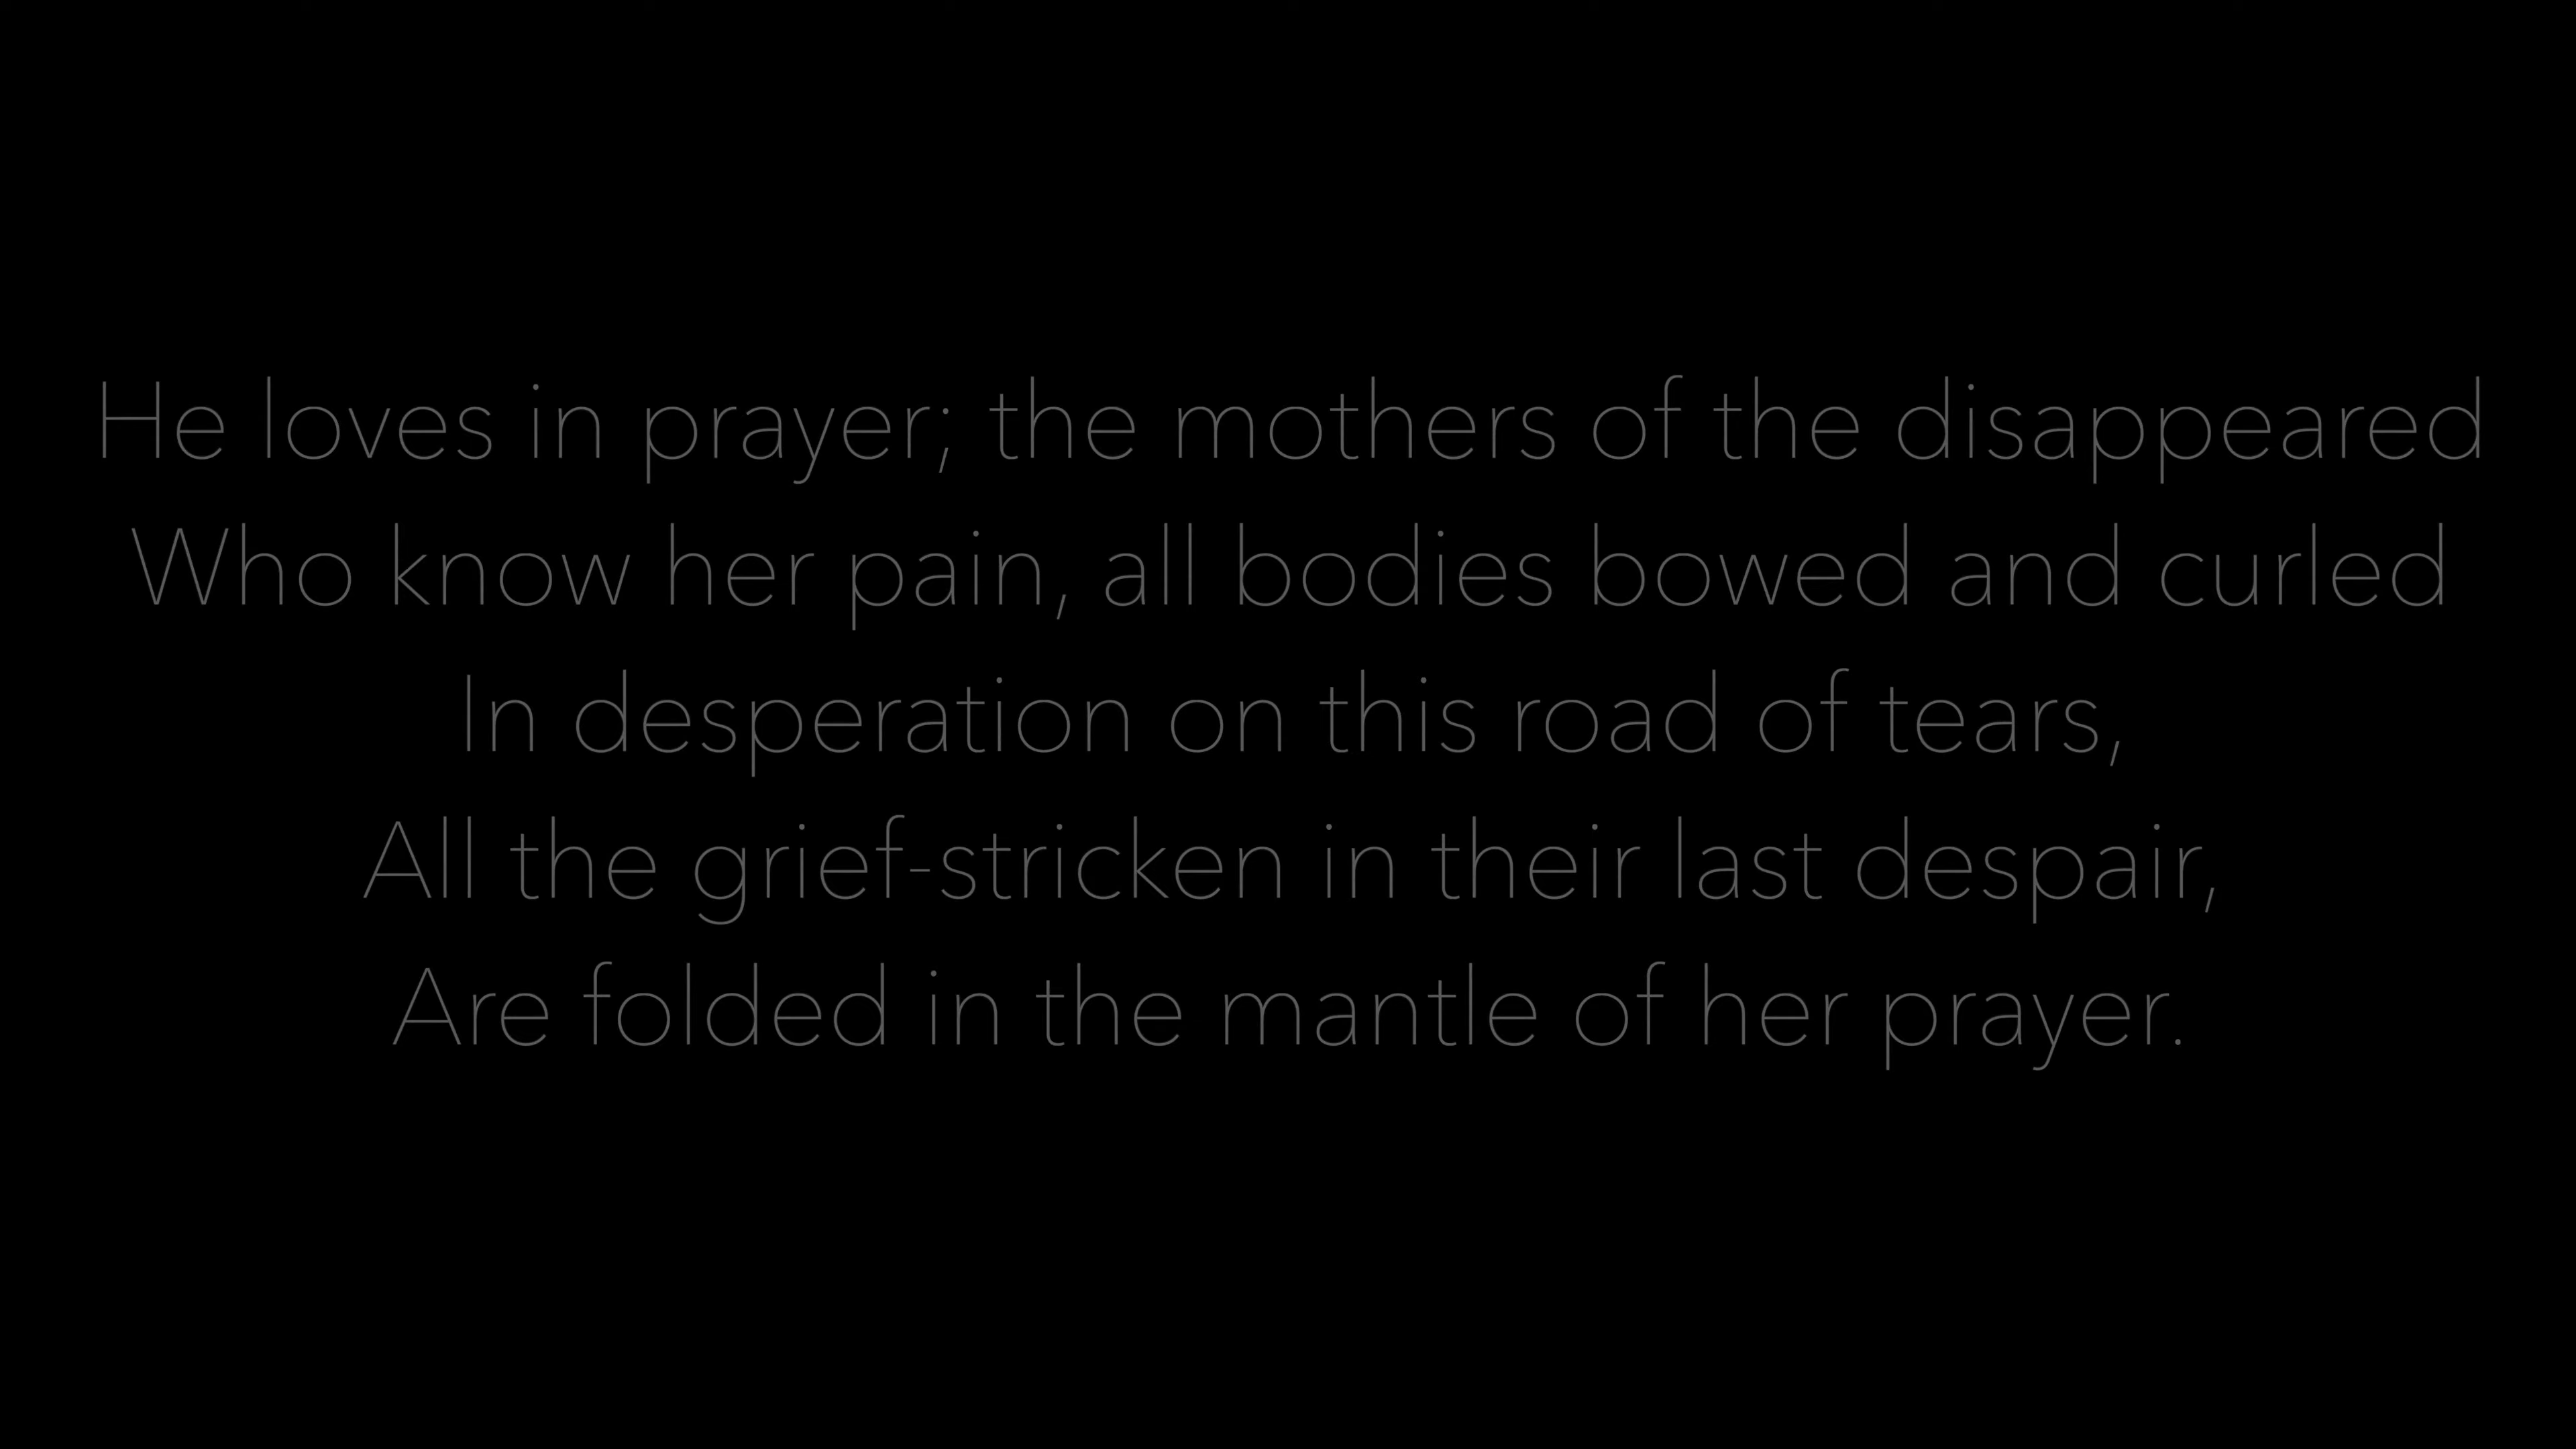 He loves in prayer; the mothers of the disappeared
Who know her pain, all bodies bowed and curled
In desperation on this road of tears,
All the grief-stricken in their last despair,
Are folded in the mantle of her prayer.